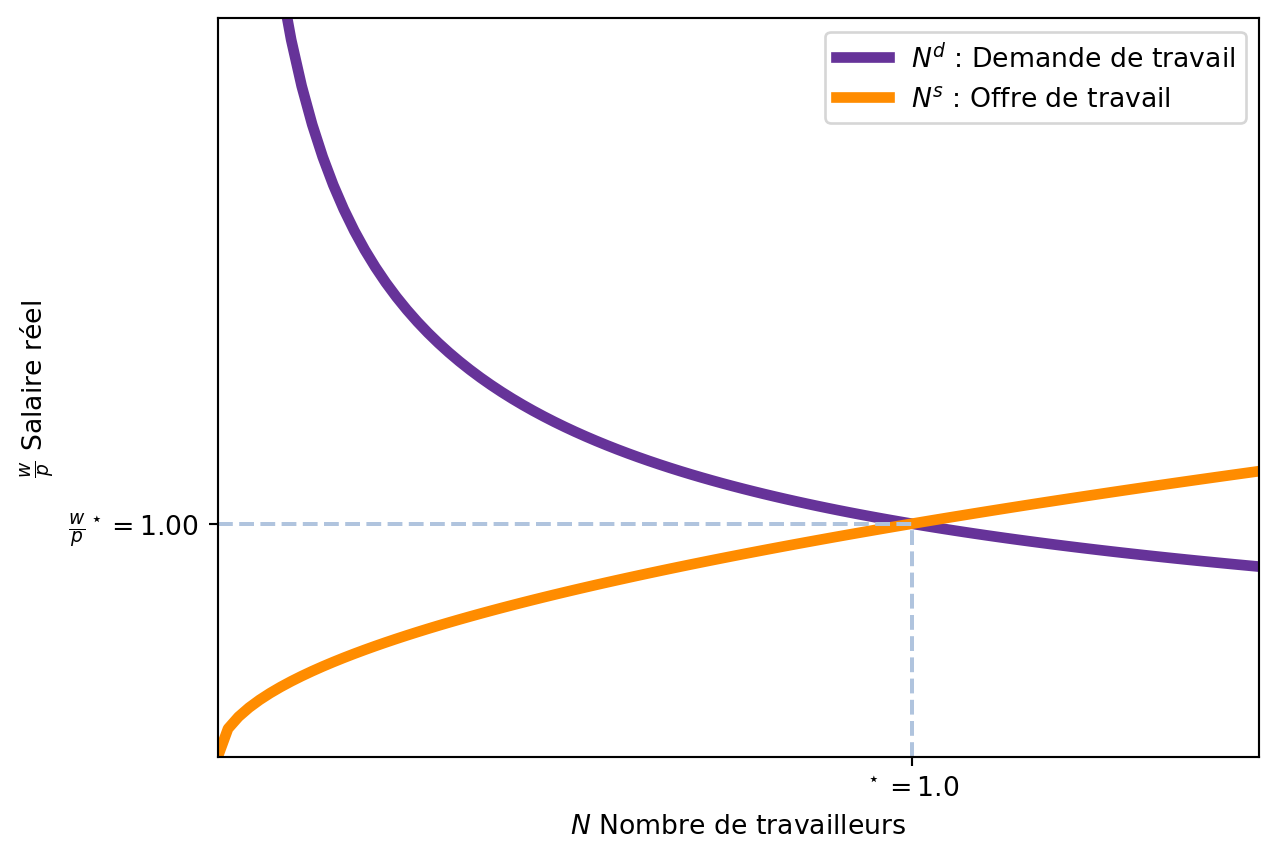 N^d : Demande de travail
N^s : Offre de travail
w/p Salaire réel
w/p ⋆ = 1.00
⋆ = 1.0
N Nombre de travailleurs